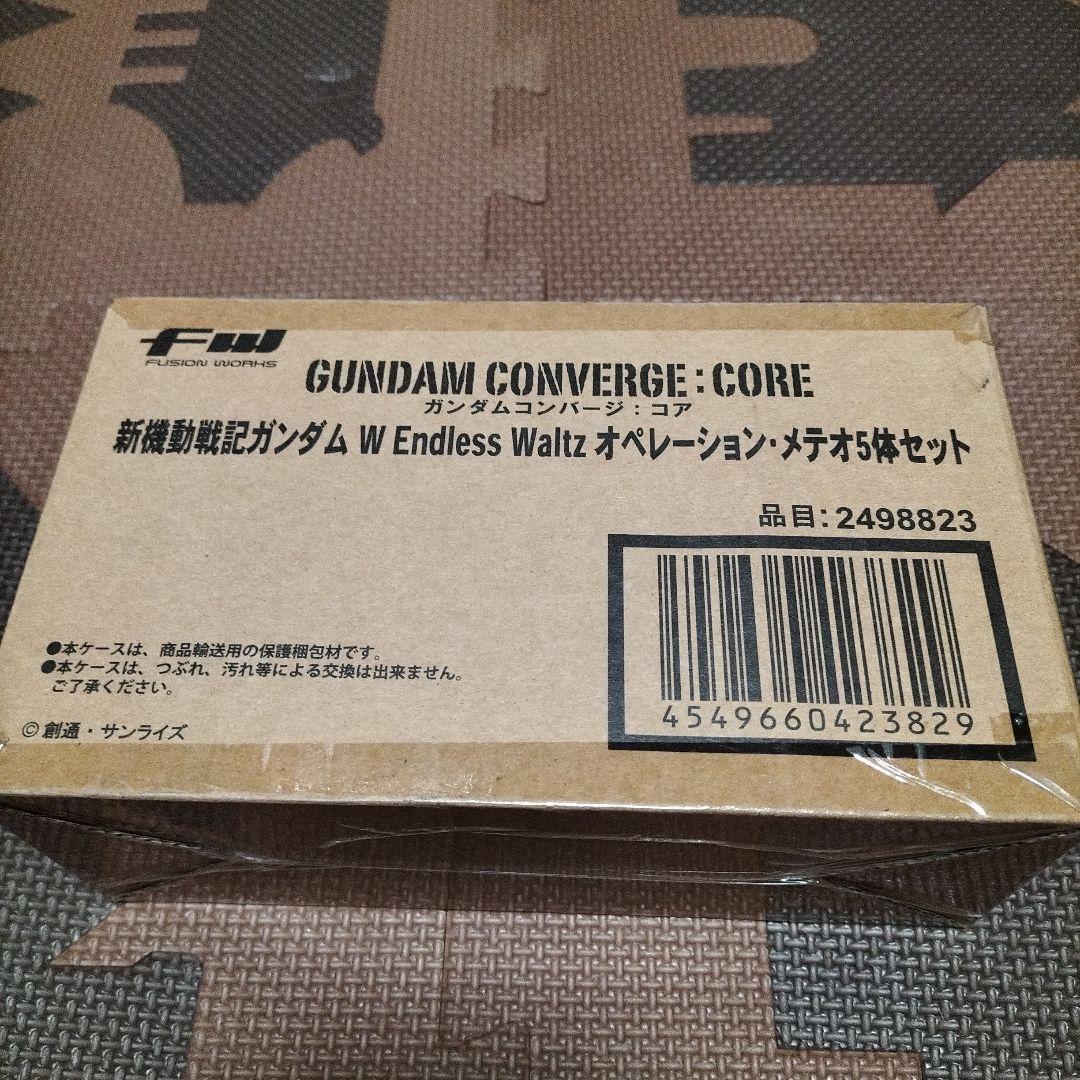 FW
FUSION WORKS
GUNDAM CONVERGE:CORE
ガンダムコンバージ:コア
新機動戦記ガンダム W Endless Waltz オペレーション・メテオ5体セット
品目:2498823
4549660423829
●本ケースは、商品輸送用の保護梱包材です。
●本ケースは、つぶれ、汚れ等による交換は出来ません。
ご了承ください。
©創通・サンライズ